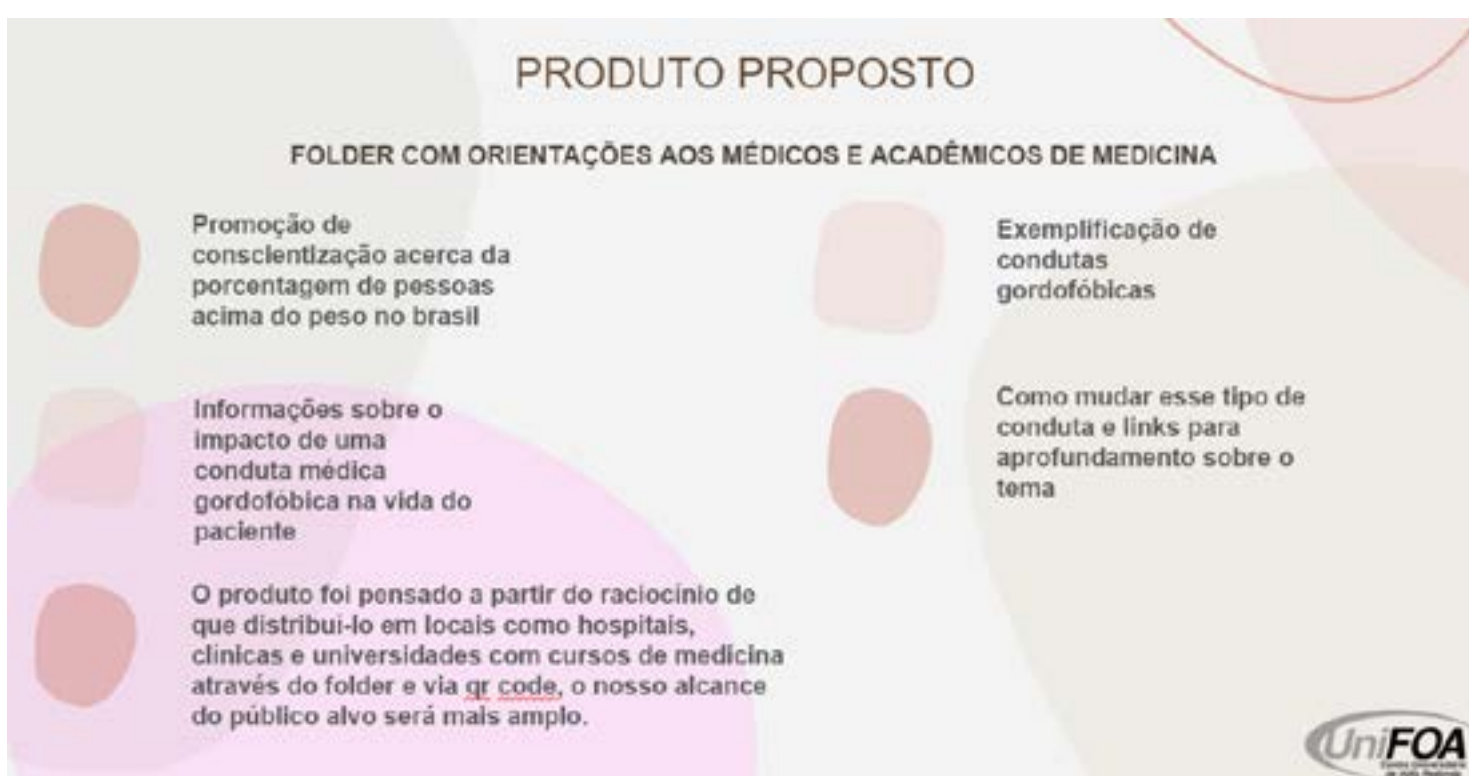 PRODUTO PROPOSTO
FOLDER COM ORIENTAÇÕES AOS MÉDICOS E ACADÊMICOS DE MEDICINA
Promoção de
conscientização acerca da
porcentagem de pessoas
acima do peso no brasil
Informações sobre o
impacto de uma
conduta médica
gordofóbica na vida do
paciente
O produto foi pensado a partir do raciocínio de
que distribuí-lo em locais como hospitais,
clínicas e universidades com cursos de medicina
através do folder e via qr code, o nosso alcance
do público alvo será mais amplo.
Exemplificação de
condutas
gordofóbicas
Como mudar esse tipo de
conduta e links para
aprofundamento sobre o
tema
UniFOA
Centro Universitário